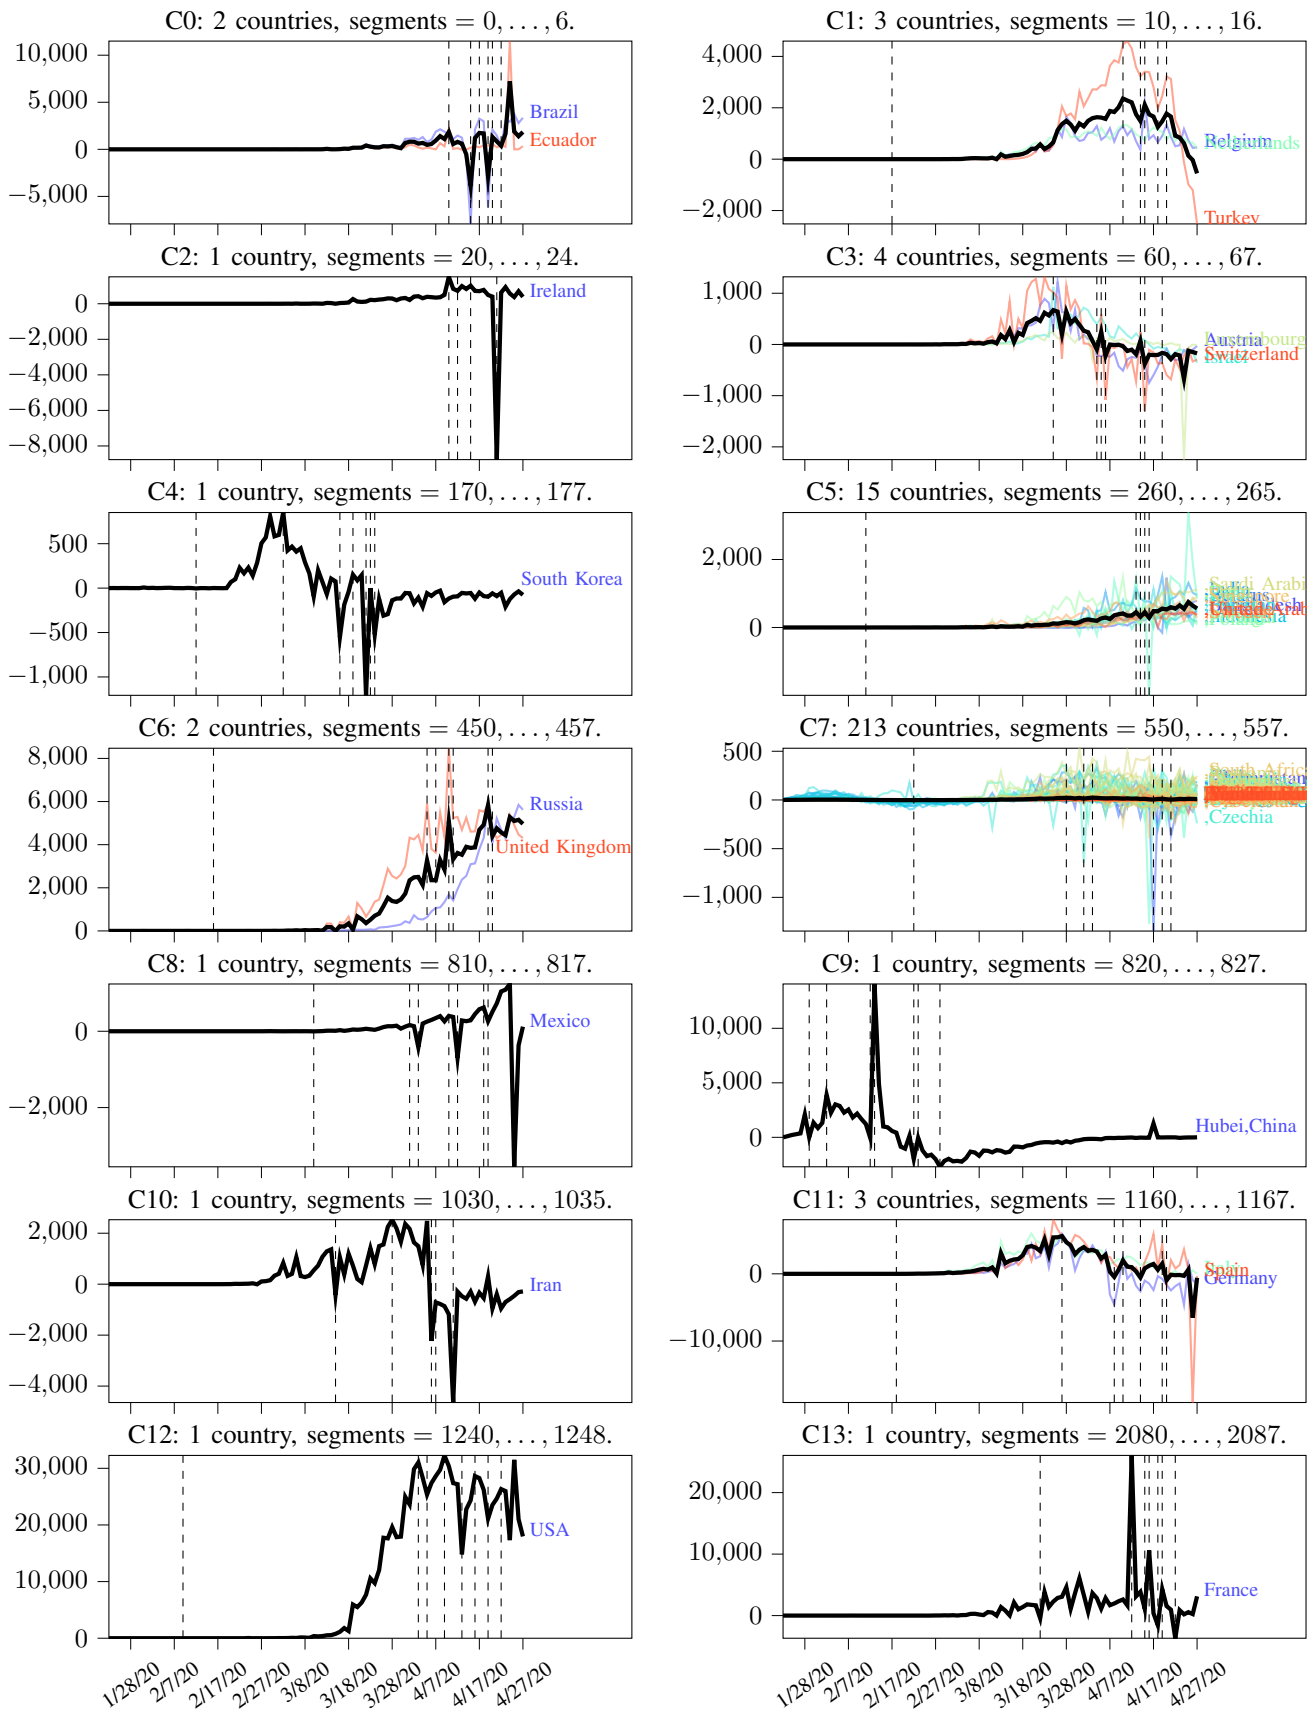 C0: 2 countries, segments = 0, . . . , 6.
10,000
5,000
0
−5,000
Brazil
Ecuador
C1: 3 countries, segments = 10, . . . , 16.
4,000
2,000
0
−2,000
Belgium
Turkey
C2: 1 country, segments = 20, . . . , 24.
0
−2,000
−4,000
−6,000
−8,000
Ireland
C3: 4 countries, segments = 60, . . . , 67.
1,000
0
−1,000
−2,000
Austria
Switzerland
C4: 1 country, segments = 170, . . . , 177.
500
0
−500
−1,000
South Korea
C5: 15 countries, segments = 260, . . . , 265.
2,000
0
C6: 2 countries, segments = 450, . . . , 457.
8,000
6,000
4,000
2,000
0
Russia
United Kingdom
C7: 213 countries, segments = 550, . . . , 557.
500
0
−500
−1,000
Czechia
C8: 1 country, segments = 810, . . . , 817.
0
−2,000
Mexico
C9: 1 country, segments = 820, . . . , 827.
10,000
5,000
0
Hubei,China
C10: 1 country, segments = 1030, . . . , 1035.
2,000
0
−2,000
−4,000
Iran
C11: 3 countries, segments = 1160, . . . , 1167.
0
−10,000
Spain
Germany
C12: 1 country, segments = 1240, . . . , 1248.
30,000
20,000
10,000
0
USA
1/28/20
2/7/20
2/17/20
2/27/20
3/8/20
3/18/20
3/28/20
4/7/20
4/17/20
4/27/20
C13: 1 country, segments = 2080, . . . , 2087.
20,000
10,000
0
France
1/28/20
2/7/20
2/17/20
2/27/20
3/8/20
3/18/20
3/28/20
4/7/20
4/17/20
4/27/20